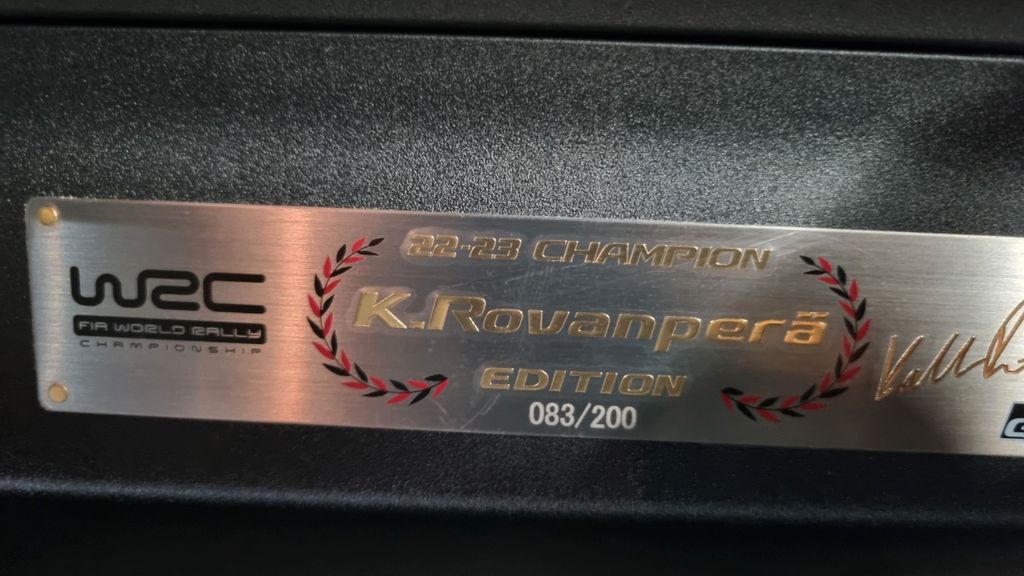 WRC
FIA WORLD RALLY
CHAMPIONSHIP
22-23 CHAMPION
K.Rovanperä
EDITION
083/200